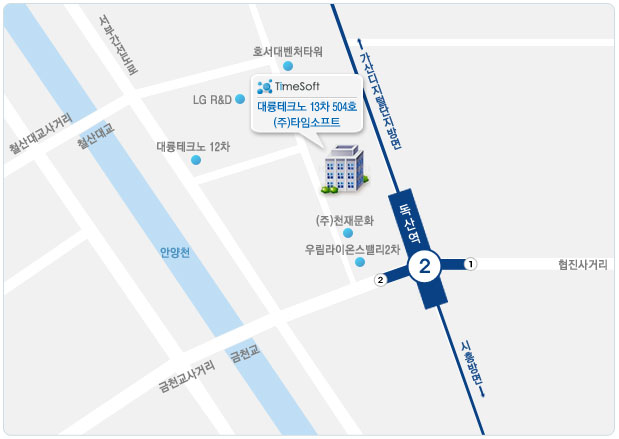 서부간선도로
호서대벤처타워
가산디지털단지방면
TimeSoft
LG R&D
대륭테크노 13차 504호
(주)타임소프트
철산대교사거리
철산대교
대륭테크노 12차
독산역
(주)천재문화
우림라이온스밸리2차
안양천
2
1
2
협진사거리
금천교사거리
금천교
시흥방면